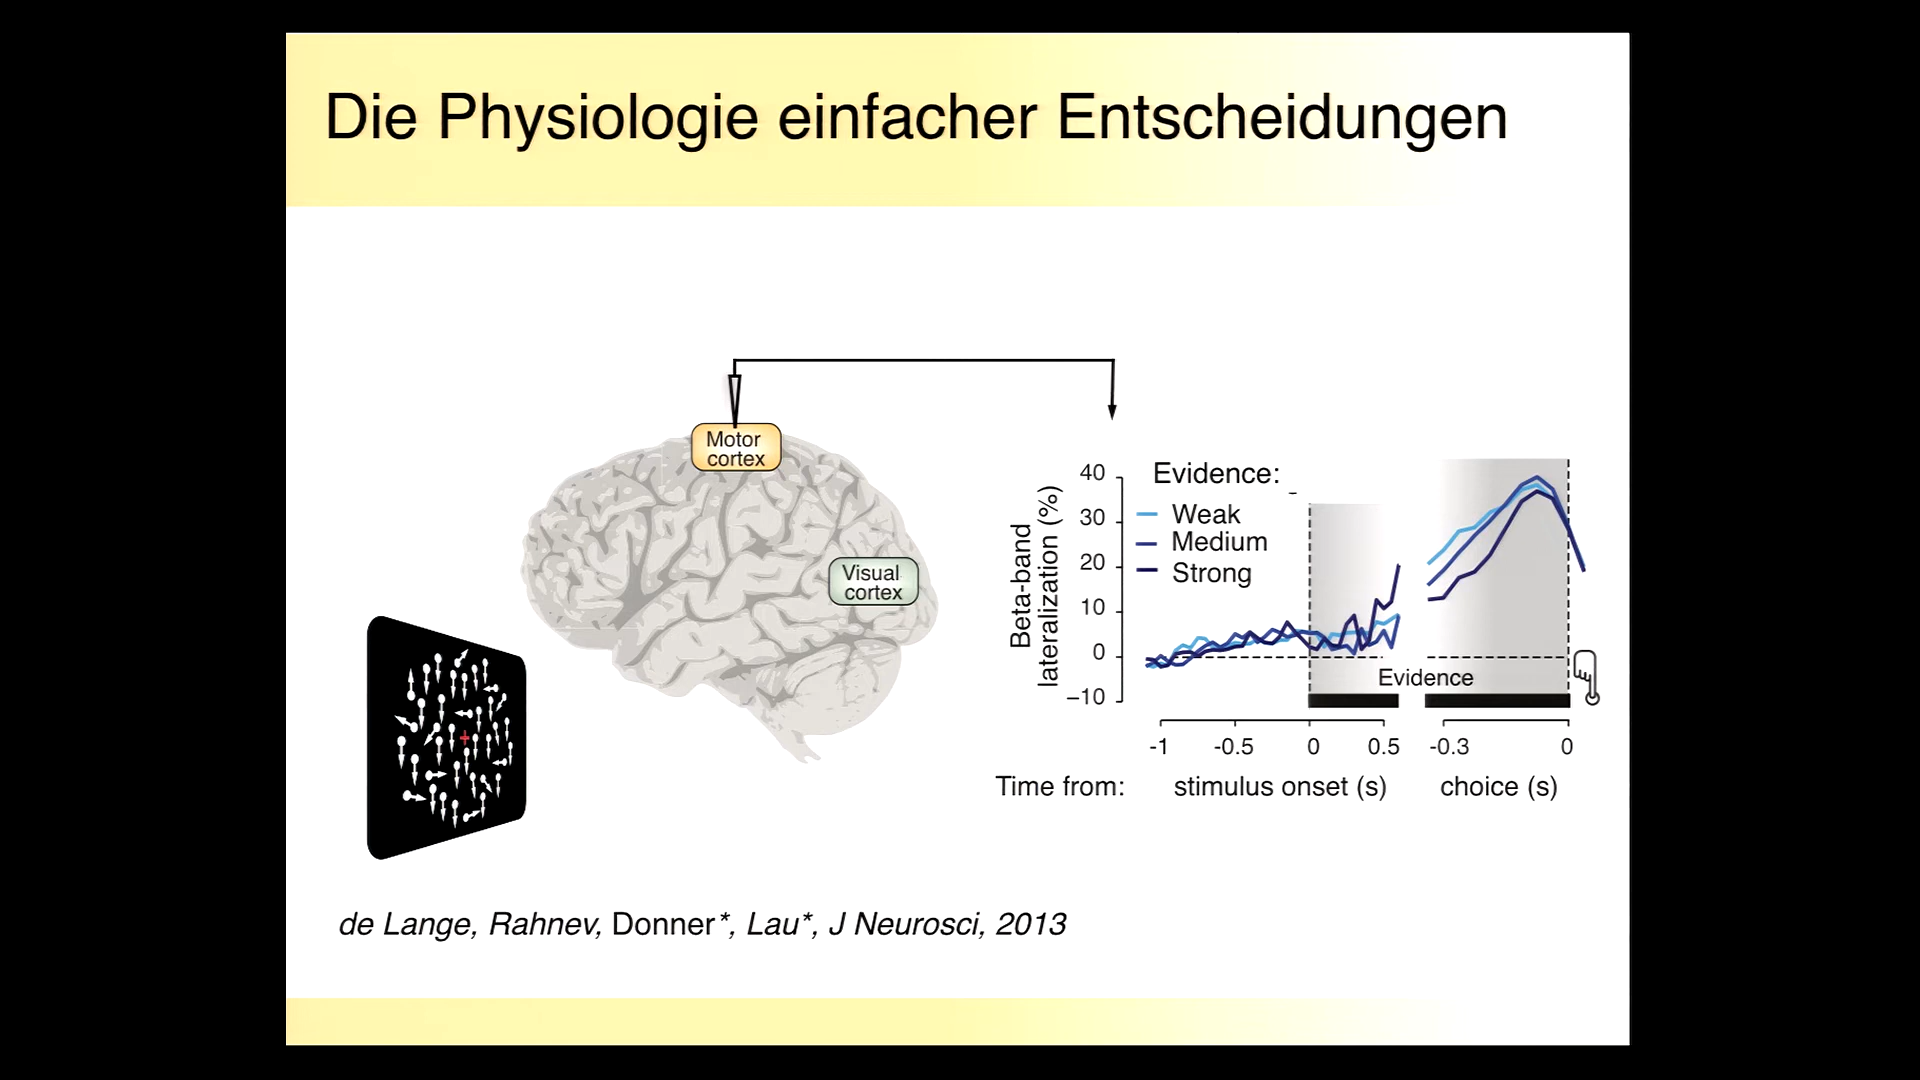 Die Physiologie einfacher Entscheidungen
Motor
cortex
Visual
cortex
Beta-band
lateralization (%)
40
30
20
10
0
−10
Evidence:
Weak
Medium
Strong
Evidence
-1
-0.5
0
0.5
-0.3
0
Time from:
stimulus onset (s)
choice (s)
de Lange, Rahnev, Donner*, Lau*, J Neurosci, 2013